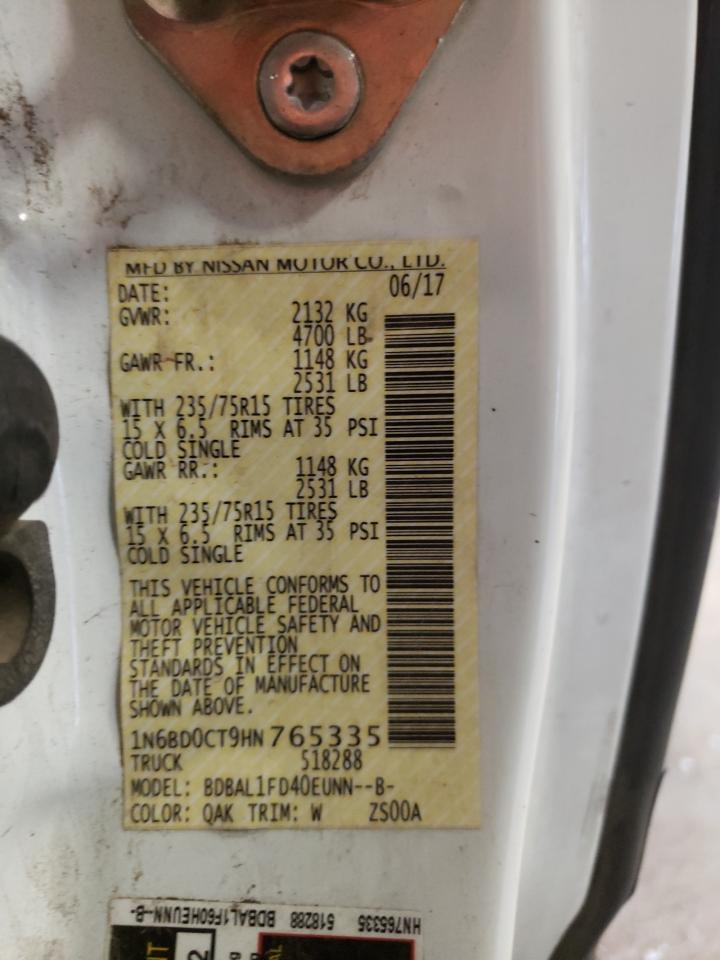 MFD BY NISSAN MOTOR CO., LTD.
DATE: 06/17
GVWR: 2132 KG
4700 LB
GAWR FR.: 1148 KG
2531 LB
WITH 235/75R15 TIRES
15 X 6.5 RIMS AT 35 PSI
COLD SINGLE
GAWR RR.: 1148 KG
2531 LB
WITH 235/75R15 TIRES
15 X 6.5 RIMS AT 35 PSI
COLD SINGLE
THIS VEHICLE CONFORMS TO
ALL APPLICABLE FEDERAL
MOTOR VEHICLE SAFETY AND
THEFT PREVENTION
STANDARDS IN EFFECT ON
THE DATE OF MANUFACTURE
SHOWN ABOVE.
1N6BD0CT9HN765335
TRUCK 518288
MODEL: BDBAL1FD40EUNN--B-
COLOR: QAK TRIM: W ZS00A
HN765335 518288 BDBAL1F60HEUNN--B-